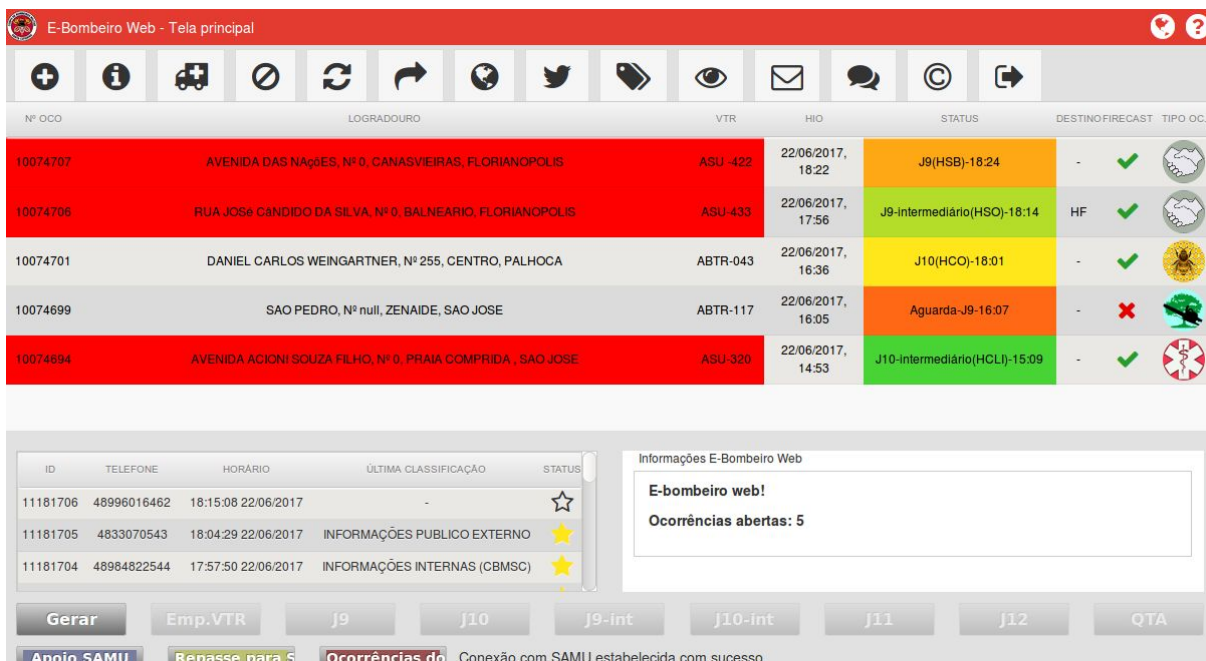 E-Bombeiro Web - Tela principal
Nº OCO LOGRADOURO VTR HIO STATUS DESTINO FIRECAST TIPO OC.
10074707 AVENIDA DAS NAçõES, Nº 0, CANASVIEIRAS, FLORIANOPOLIS ASU -422 22/06/2017, 18:22 J9(HSB)-18:24 -
10074706 RUA JOSé CâNDIDO DA SILVA, Nº 0, BALNEARIO, FLORIANOPOLIS ASU-433 22/06/2017, 17:56 J9-intermediário(HSO)-18:14 HF
10074701 DANIEL CARLOS WEINGARTNER, Nº 255, CENTRO, PALHOCA ABTR-043 22/06/2017, 16:36 J10(HCO)-18:01 -
10074699 SAO PEDRO, Nº null, ZENAIDE, SAO JOSE ABTR-117 22/06/2017, 16:05 Aguarda-J9-16:07 -
10074694 AVENIDA ACIONI SOUZA FILHO, Nº 0, PRAIA COMPRIDA , SAO JOSE ASU-320 22/06/2017, 14:53 J10-intermediário(HCLI)-15:09 -
ID TELEFONE HORÁRIO ÚLTIMA CLASSIFICAÇÃO STATUS
11181706 48996016462 18:15:08 22/06/2017 -
11181705 4833070543 18:04:29 22/06/2017 INFORMAÇÕES PUBLICO EXTERNO
11181704 48984822544 17:57:50 22/06/2017 INFORMAÇÕES INTERNAS (CBMSC)
Informações E-Bombeiro Web
E-bombeiro web!
Ocorrências abertas: 5
Gerar Emp.VTR J9 J10 J9-int J10-int J11 J12 QTA
Apoio SAMU Repasse para S Ocorrências do Conexão com SAMU estabelecida com sucesso